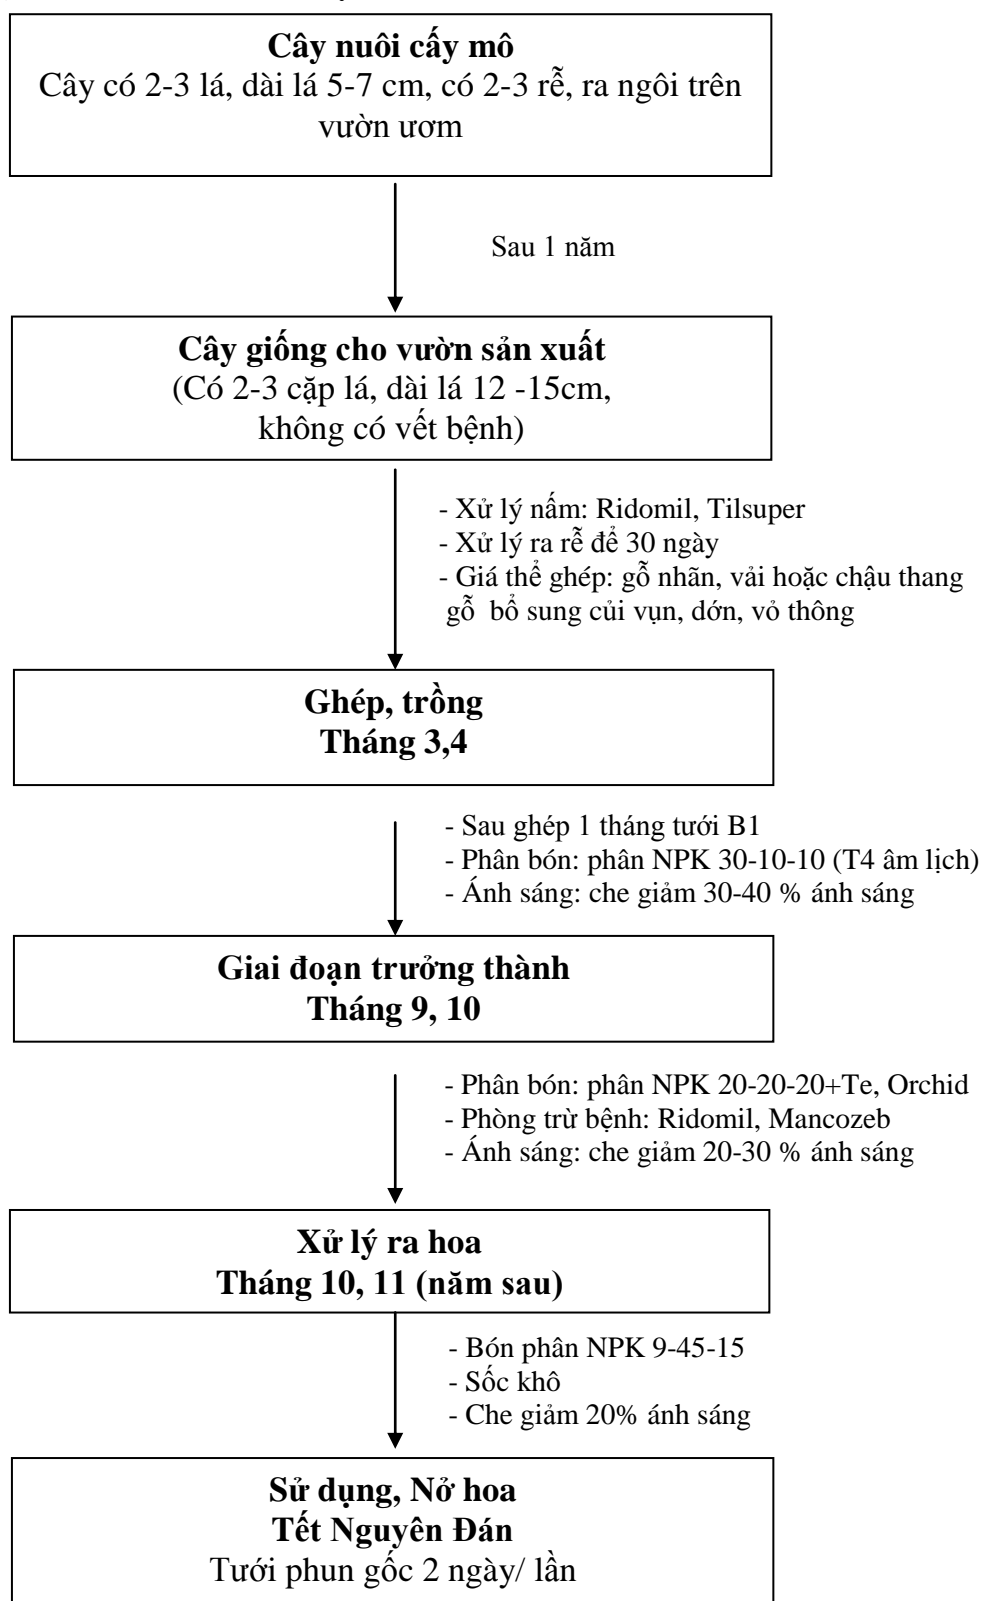 Cây nuôi cấy mô
Cây có 2-3 lá, dài lá 5-7 cm, có 2-3 rễ, ra ngôi trên
vườn ươm
Sau 1 năm
Cây giống cho vườn sản xuất
(Có 2-3 cặp lá, dài lá 12 -15cm,
không có vết bệnh)
- Xử lý nấm: Ridomil, Tilsuper
- Xử lý ra rễ để 30 ngày
- Giá thể ghép: gỗ nhãn, vải hoặc chậu thang
gỗ bổ sung củi vụn, dớn, vỏ thông
Ghép, trồng
Tháng 3,4
- Sau ghép 1 tháng tưới B1
- Phân bón: phân NPK 30-10-10 (T4 âm lịch)
- Ánh sáng: che giảm 30-40 % ánh sáng
Giai đoạn trưởng thành
Tháng 9, 10
- Phân bón: phân NPK 20-20-20+Te, Orchid
- Phòng trừ bệnh: Ridomil, Mancozeb
- Ánh sáng: che giảm 20-30 % ánh sáng
Xử lý ra hoa
Tháng 10, 11 (năm sau)
- Bón phân NPK 9-45-15
- Sốc khô
- Che giảm 20% ánh sáng
Sử dụng, Nở hoa
Tết Nguyên Đán
Tưới phun gốc 2 ngày/ lần